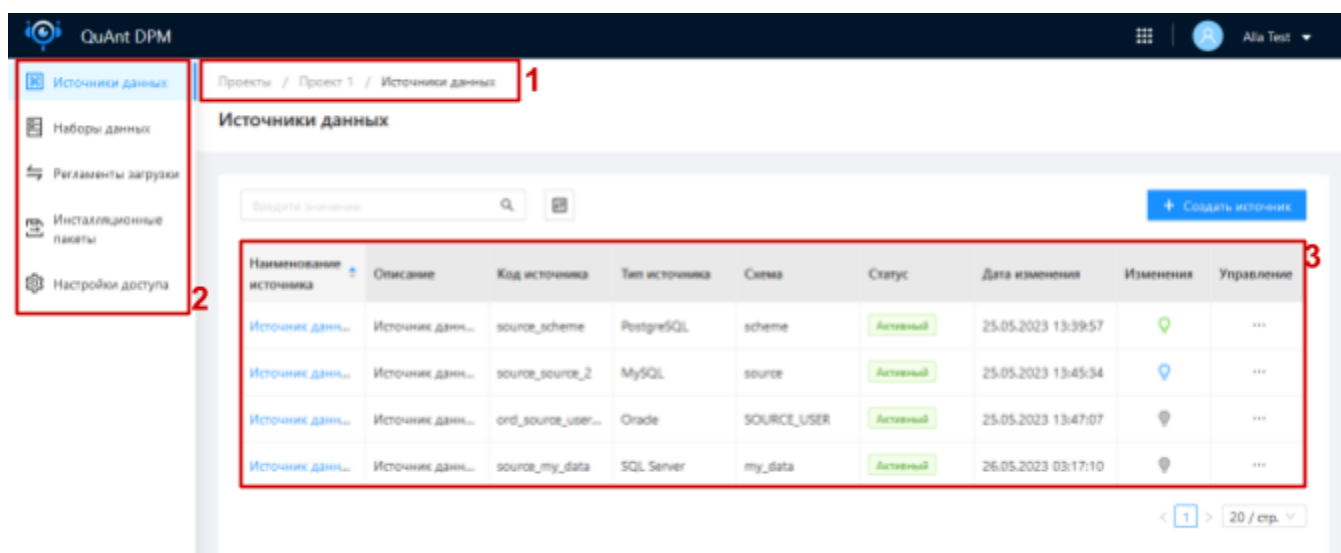 QuAnt DPM
Alla Test
Источники данных
Проекты / Проект 1 / Источники данных
1
Наборы данных
Источники данных
Регламенты загрузки
Введите значение
+ Создать источник
Инсталляционные
пакеты
Настройки доступа
2
3
Наименование источника Описание Код источника Тип источника Схема Статус Дата изменения Изменения Управление
Источник данн... Источник данн... source_scheme PostgreSQL scheme Активный 25.05.2023 13:39:57 ...
Источник данн... Источник данн... source_source_2 MySQL source Активный 25.05.2023 13:45:34 ...
Источник данн... Источник данн... ord_source_user... Oracle SOURCE_USER Активный 25.05.2023 13:47:07 ...
Источник данн... Источник данн... source_my_data SQL Server my_data Активный 26.05.2023 03:17:10 ...
< 1 > 20 / стр.